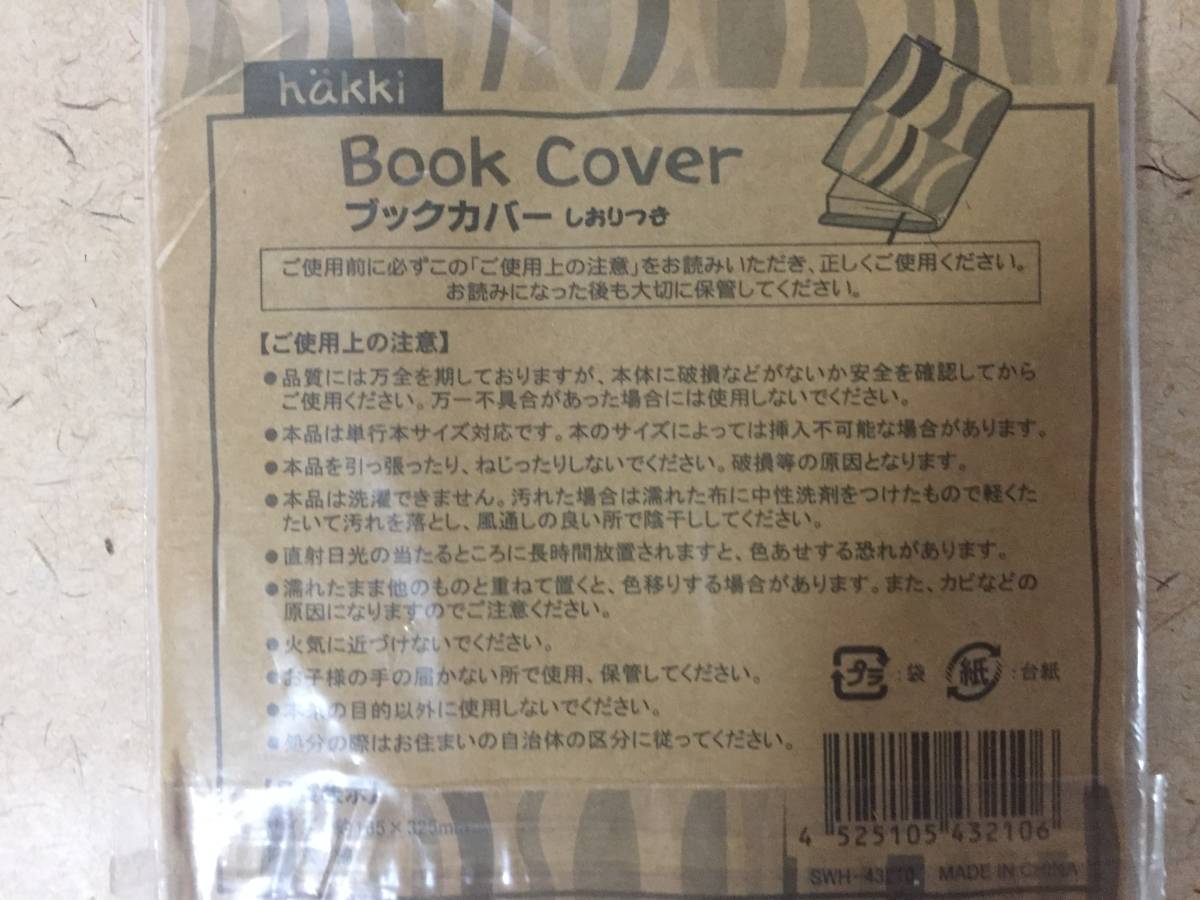 häkki
Book Cover
ブックカバー しおりつき
ご使用前に必ずこの「ご使用上の注意」をお読みいただき、正しくご使用ください。
お読みになった後も大切に保管してください。
【ご使用上の注意】
●品質には万全を期しておりますが、本体に破損などがないか安全を確認してから
ご使用ください。万一不具合があった場合には使用しないでください。
●本品は単行本サイズ対応です。本のサイズによっては挿入不可能な場合があります。
●本品を引っ張ったり、ねじったりしないでください。破損等の原因となります。
●本品は洗濯できません。汚れた場合は濡れた布に中性洗剤をつけたもので軽くた
たいて汚れを落とし、風通しの良い所で陰干ししてください。
●直射日光の当たるところに長時間放置されますと、色あせする恐れがあります。
●濡れたまま他のものと重ねて置くと、色移りする場合があります。また、カビなどの
原因になりますのでご注意ください。
●火気に近づけないでください。
●お子様の手の届かない所で使用、保管してください。
●本来の目的以外に使用しないでください。
●処分の際はお住まいの自治体の区分に従ってください。
プラ:袋 紙:台紙
×325mm
4 525105 432106
SWH-43210 MADE IN CHINA